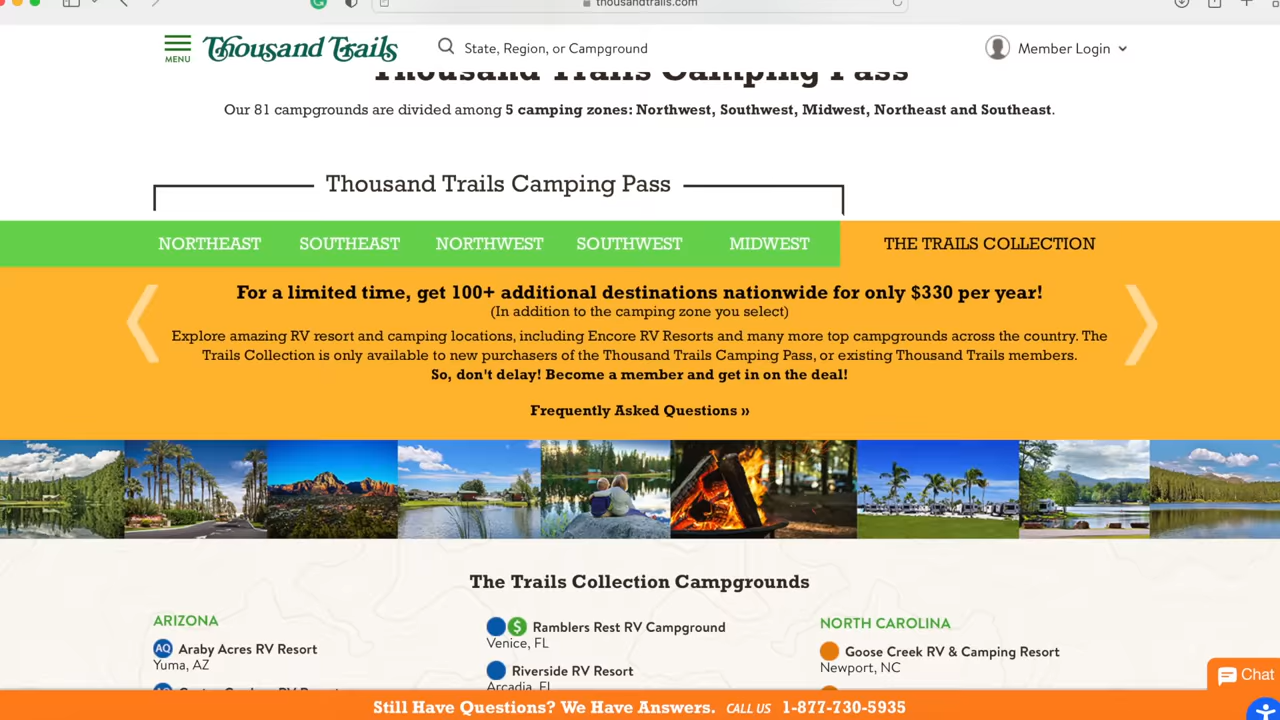 thousandtrails.com
MENU
Thousand Trails
State, Region, or Campground
Member Login
Thousand Trails Camping Pass
Our 81 campgrounds are divided among 5 camping zones: Northwest, Southwest, Midwest, Northeast and Southeast.
Thousand Trails Camping Pass
NORTHEAST
SOUTHEAST
NORTHWEST
SOUTHWEST
MIDWEST
THE TRAILS COLLECTION
For a limited time, get 100+ additional destinations nationwide for only $330 per year!
(In addition to the camping zone you select)
Explore amazing RV resort and camping locations, including Encore RV Resorts and many more top campgrounds across the country. The
Trails Collection is only available to new purchasers of the Thousand Trails Camping Pass, or existing Thousand Trails members.
So, don't delay! Become a member and get in on the deal!
Frequently Asked Questions »
The Trails Collection Campgrounds
ARIZONA
AQ Araby Acres RV Resort
Yuma, AZ
$ Ramblers Rest RV Campground
Venice, FL
Riverside RV Resort
Arcadia, FL
NORTH CAROLINA
Goose Creek RV & Camping Resort
Newport, NC
Chat
Still Have Questions? We Have Answers. CALL US 1-877-730-5935